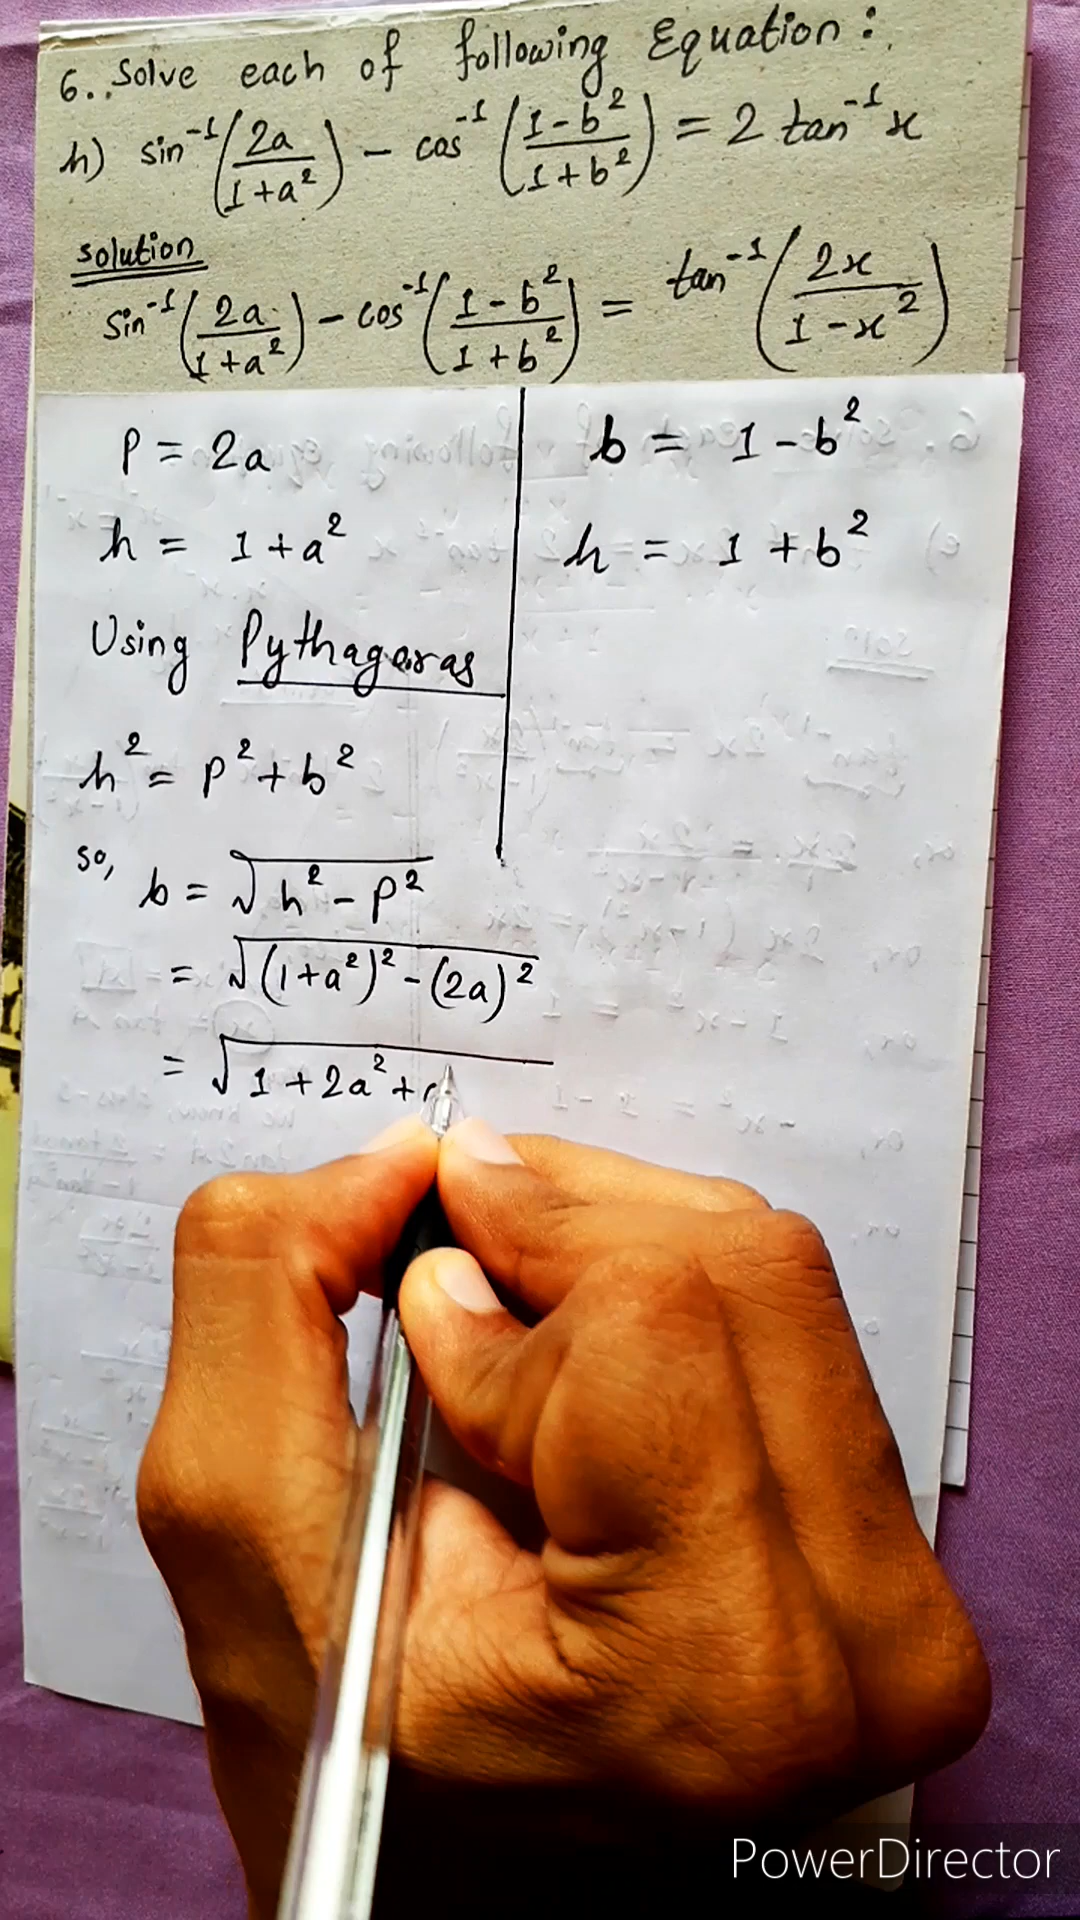 6. Solve each of following Equation :
h) sin⁻¹(2a/1+a²) - cos⁻¹(1-b²/1+b²) = 2 tan⁻¹x
solution
sin⁻¹(2a/1+a²) - cos⁻¹(1-b²/1+b²) = tan⁻¹(2x/1-x²)
p = 2a
h = 1+a²
Using Pythagoras
h² = p²+b²
so, b = √h²-p²
= √(1+a²)²-(2a)²
= √1+2a²+
b = 1-b²
h = 1+b²
PowerDirector